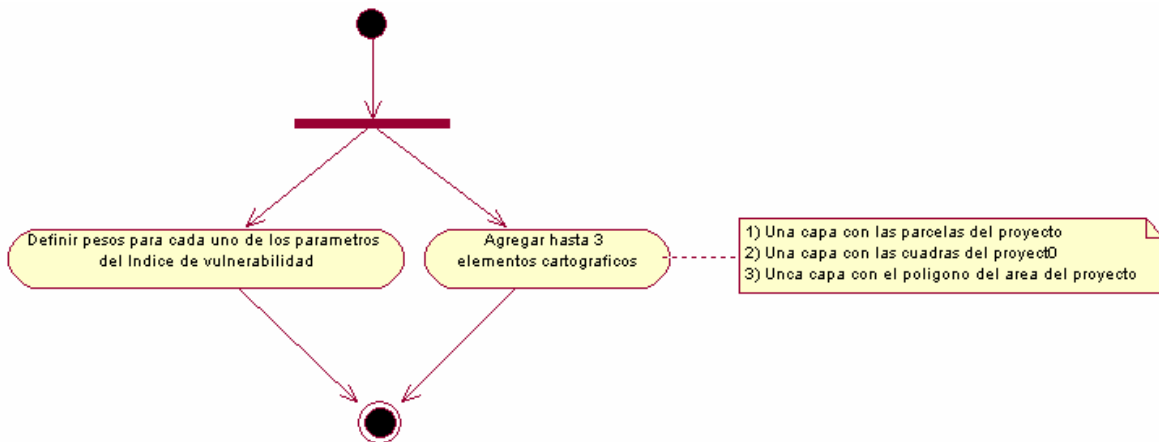 Definir pesos para cada uno de los parametros
del Indice de vulnerabilidad
Agregar hasta 3
elementos cartograficos
1) Una capa con las parcelas del proyecto
2) Una capa con las cuadras del proyect0
3) Unca capa con el poligono del area del proyecto